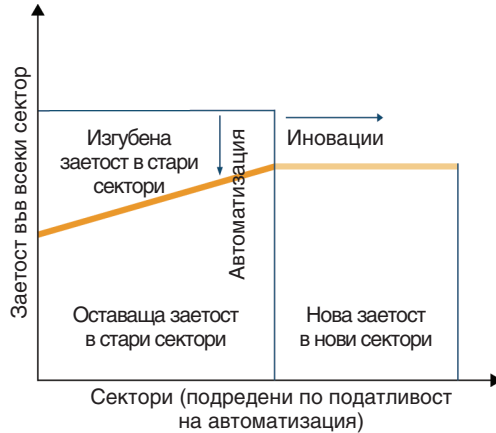 Заетост във всеки сектор
Изгубена
заетост в стари
сектори
Автоматизация
Иновации
Оставаща заетост
в стари сектори
Нова заетост
в нови сектори
Сектори (подредени по податливост
на автоматизация)